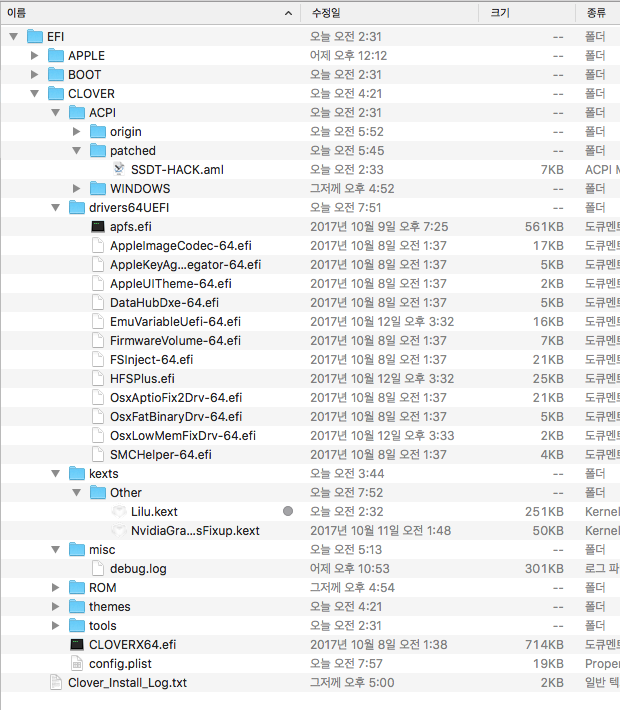 이름 수정일 크기 종류
EFI 오늘 오전 2:31 -- 폴더
APPLE 어제 오후 12:12 -- 폴더
BOOT 오늘 오전 2:31 -- 폴더
CLOVER 오늘 오전 4:21 -- 폴더
ACPI 오늘 오전 2:31 -- 폴더
origin 오늘 오전 5:52 -- 폴더
patched 오늘 오전 5:45 -- 폴더
SSDT-HACK.aml 오늘 오전 2:33 7KB ACPI M
WINDOWS 그저께 오후 4:52 -- 폴더
drivers64UEFI 오늘 오전 7:51 -- 폴더
apfs.efi 2017년 10월 9일 오후 7:25 561KB 도큐멘트
AppleImageCodec-64.efi 2017년 10월 8일 오전 1:37 17KB 도큐멘트
AppleKeyAg...egator-64.efi 2017년 10월 8일 오전 1:37 5KB 도큐멘트
AppleUITheme-64.efi 2017년 10월 8일 오전 1:37 2KB 도큐멘트
DataHubDxe-64.efi 2017년 10월 8일 오전 1:37 5KB 도큐멘트
EmuVariableUefi-64.efi 2017년 10월 12일 오후 3:32 16KB 도큐멘트
FirmwareVolume-64.efi 2017년 10월 8일 오전 1:37 7KB 도큐멘트
FSInject-64.efi 2017년 10월 8일 오전 1:37 21KB 도큐멘트
HFSPlus.efi 2017년 10월 12일 오후 3:32 25KB 도큐멘트
OsxAptioFix2Drv-64.efi 2017년 10월 8일 오전 1:37 21KB 도큐멘트
OsxFatBinaryDrv-64.efi 2017년 10월 8일 오전 1:37 5KB 도큐멘트
OsxLowMemFixDrv-64.efi 2017년 10월 12일 오후 3:33 2KB 도큐멘트
SMCHelper-64.efi 2017년 10월 8일 오전 1:37 4KB 도큐멘트
kexts 오늘 오전 3:44 -- 폴더
Other 오늘 오전 7:52 -- 폴더
Lilu.kext 오늘 오전 2:32 251KB Kernel
NvidiaGra...sFixup.kext 2017년 10월 11일 오전 1:48 50KB Kernel
misc 오늘 오전 5:13 -- 폴더
debug.log 어제 오후 10:53 301KB 로그 파
ROM 그저께 오후 4:54 -- 폴더
themes 오늘 오전 4:21 -- 폴더
tools 오늘 오전 2:31 -- 폴더
CLOVERX64.efi 2017년 10월 8일 오전 1:38 714KB 도큐멘트
config.plist 오늘 오전 7:57 19KB Proper
Clover_Install_Log.txt 그저께 오후 5:00 2KB 일반 텍